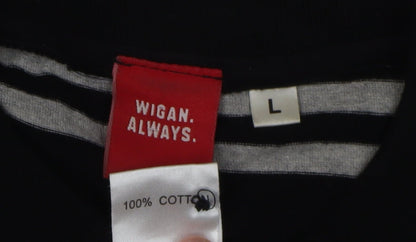 WIGAN.
ALWAYS.
L
100% COTTON